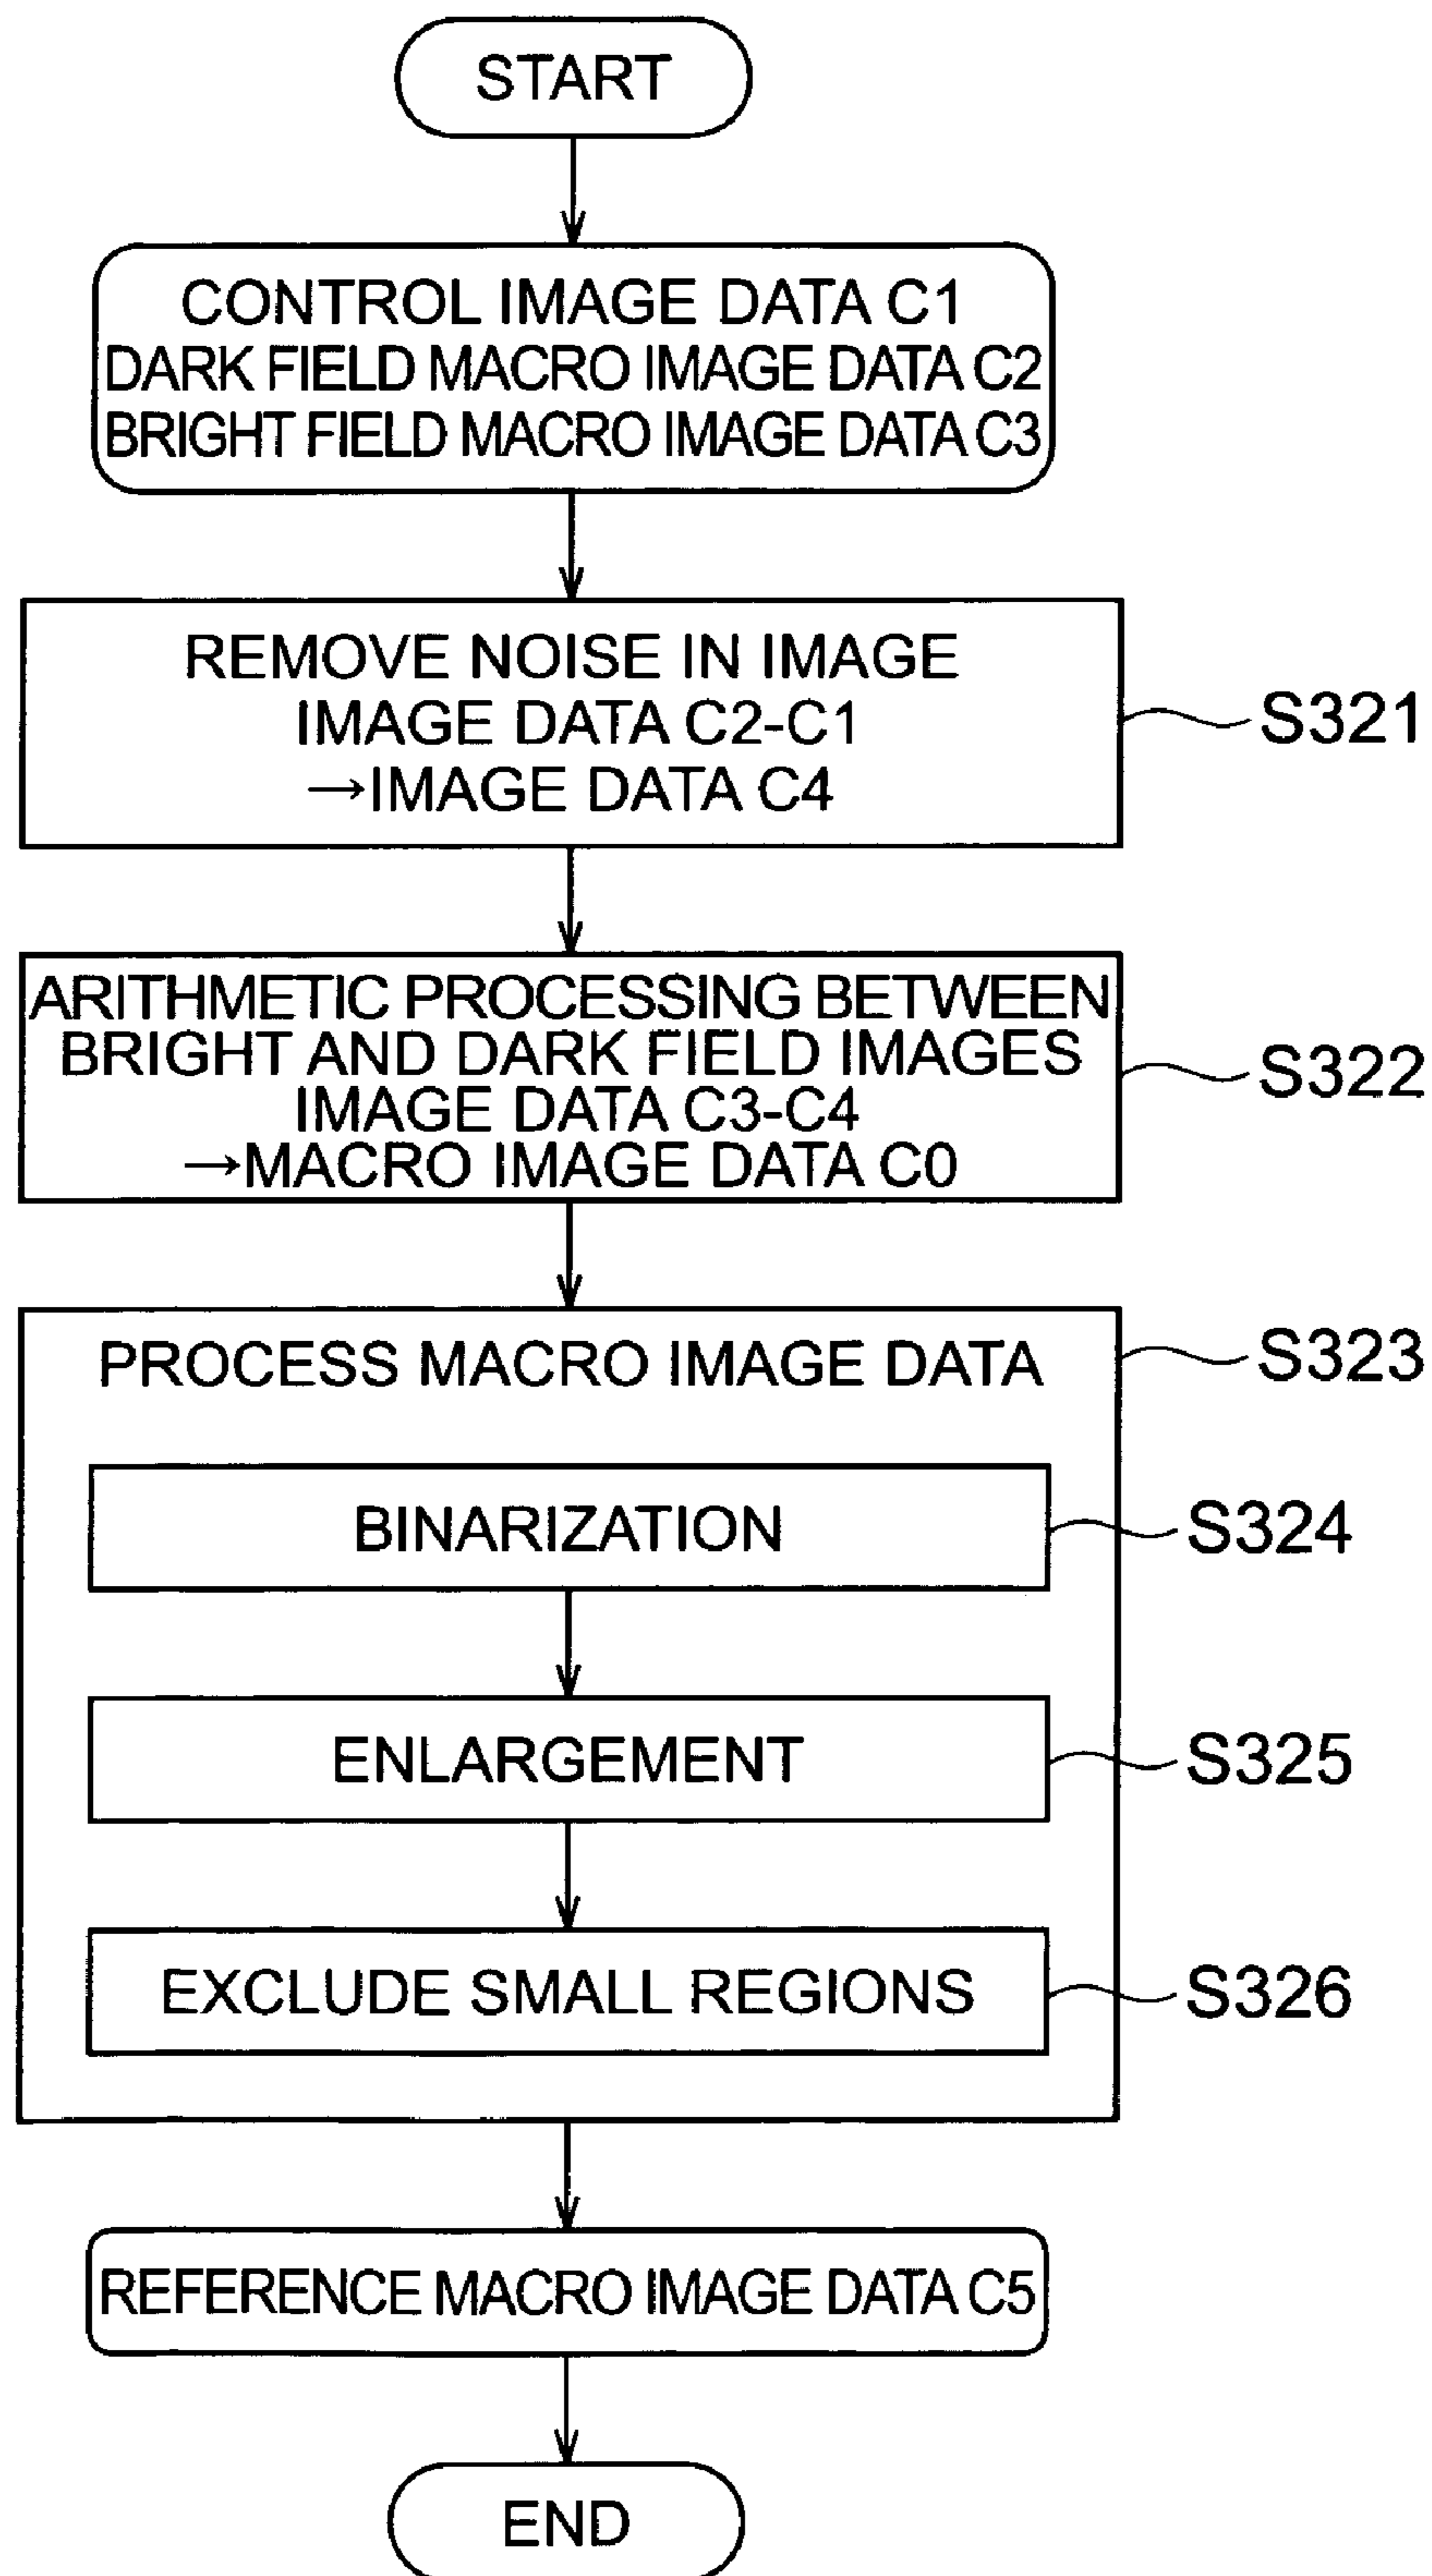 START
CONTROL IMAGE DATA C1
DARK FIELD MACRO IMAGE DATA C2
BRIGHT FIELD MACRO IMAGE DATA C3
REMOVE NOISE IN IMAGE
IMAGE DATA C2-C1
→IMAGE DATA C4
S321
ARITHMETIC PROCESSING BETWEEN
BRIGHT AND DARK FIELD IMAGES
IMAGE DATA C3-C4
→MACRO IMAGE DATA C0
S322
PROCESS MACRO IMAGE DATA
S323
BINARIZATION
S324
ENLARGEMENT
S325
EXCLUDE SMALL REGIONS
S326
REFERENCE MACRO IMAGE DATA C5
END